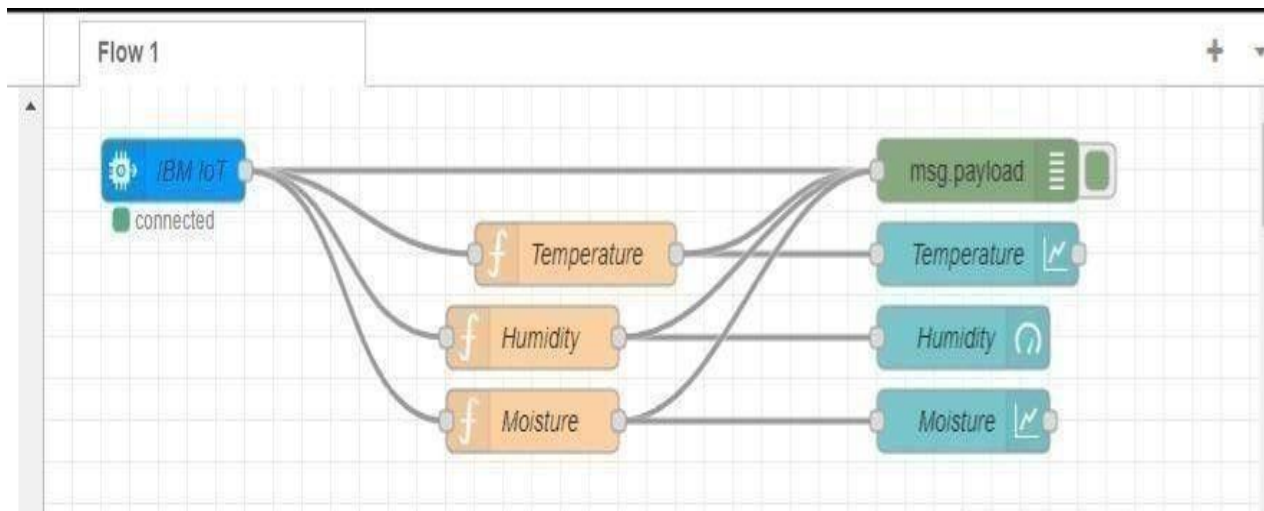 Flow 1
IBM IoT
connected
msg.payload
Temperature
Temperature
Humidity
Humidity
Moisture
Moisture